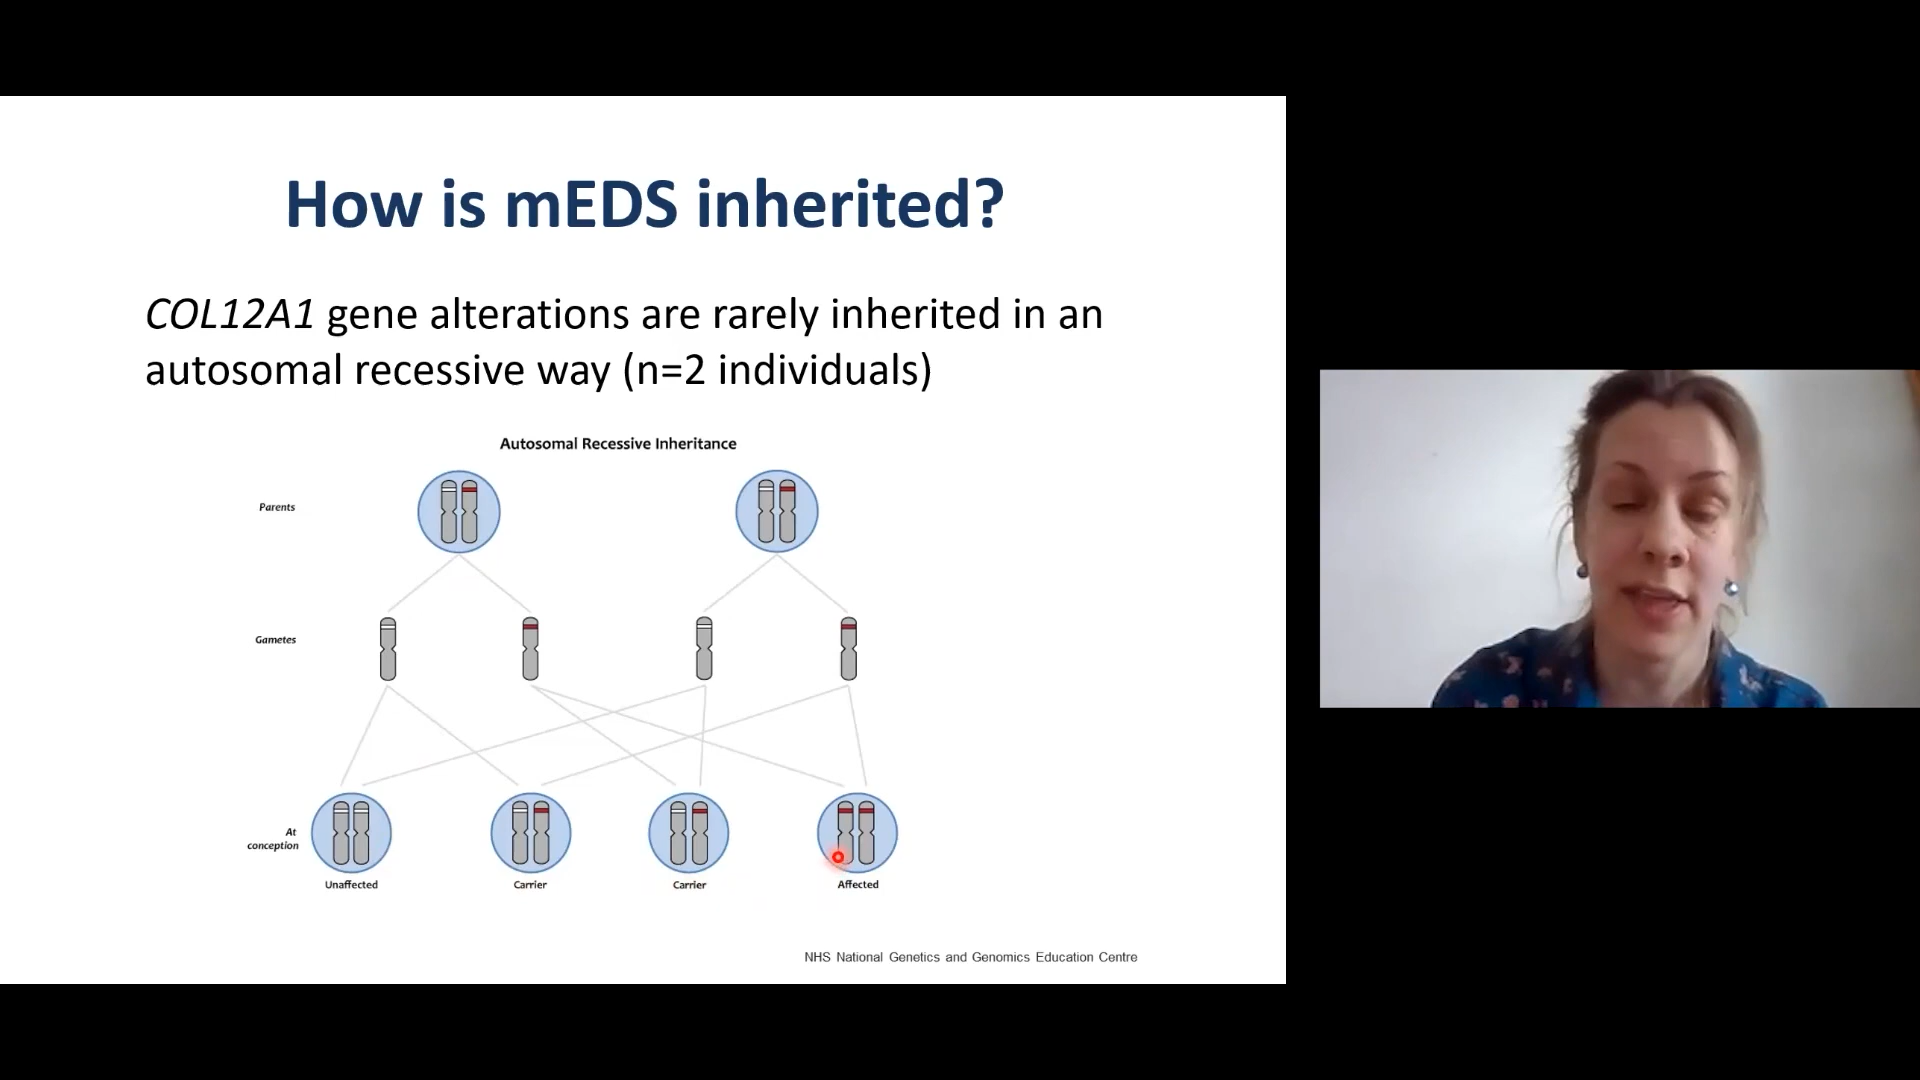 How is mEDS inherited?
COL12A1 gene alterations are rarely inherited in an
autosomal recessive way (n=2 individuals)
Autosomal Recessive Inheritance
Parents
Gametes
At
conception
Unaffected
Carrier
Carrier
Affected
NHS National Genetics and Genomics Education Centre